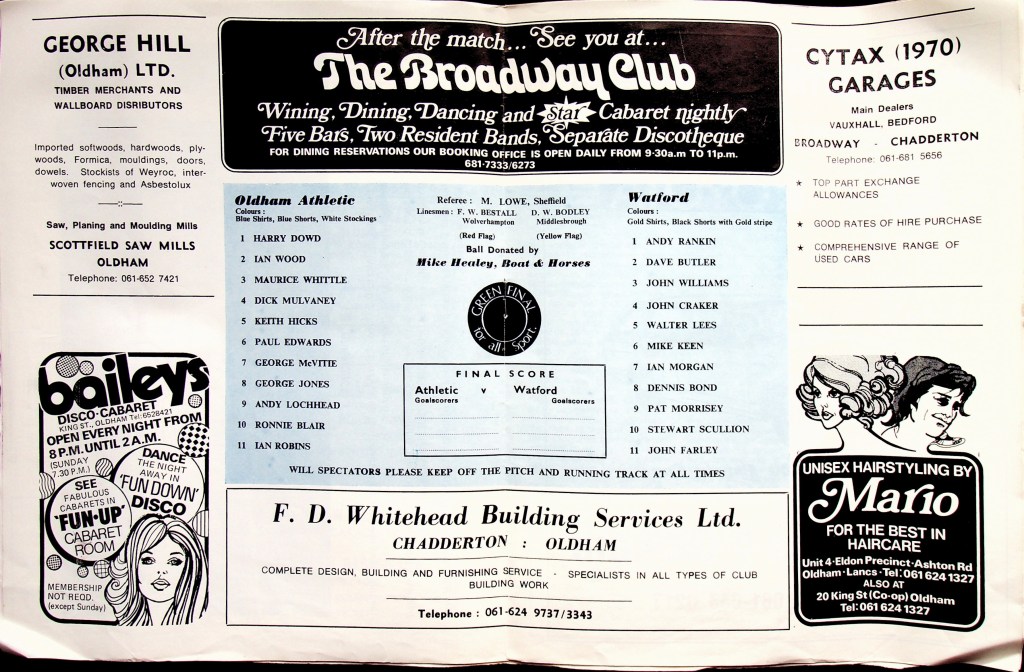 GEORGE HILL
(Oldham) LTD.
TIMBER MERCHANTS AND
WALLBOARD DISRIBUTORS
Imported softwoods, hardwoods, ply-
woods, Formica, mouldings, doors,
dowels. Stockists of Weyroc, inter-
woven fencing and Asbestolux
Saw, Planing and Moulding Mills
SCOTTFIELD SAW MILLS
OLDHAM
Telephone: 061-652 7421
baileys
DISCO·CABARET
KING ST., OLDHAM Tel: 6528421
OPEN EVERY NIGHT FROM
8 P.M. UNTIL 2 A.M.
(SUNDAY
7.30 P.M.)
DANCE
THE NIGHT
AWAY IN
'FUN DOWN'
DISCO
SEE
FABULOUS
CABARETS IN
'FUN·UP'
CABARET
ROOM
MEMBERSHIP
NOT REQD.
(except Sunday)
After the match... See you at...
The Broadway Club
Wining, Dining, Dancing and Star Cabaret nightly
Five Bars, Two Resident Bands, Separate Discotheque
FOR DINING RESERVATIONS OUR BOOKING OFFICE IS OPEN DAILY FROM 9·30a.m TO 11p.m.
681·7333/6273
Oldham Athletic
Colours :
Blue Shirts, Blue Shorts, White Stockings
1 HARRY DOWD
2 IAN WOOD
3 MAURICE WHITTLE
4 DICK MULVANEY
5 KEITH HICKS
6 PAUL EDWARDS
7 GEORGE McVITIE
8 GEORGE JONES
9 ANDY LOCHHEAD
10 RONNIE BLAIR
11 IAN ROBINS
Referee : M. LOWE, Sheffield
Linesmen : F. W. BESTALL D. W. BODLEY
Wolverhampton Middlesbrough
(Red Flag) (Yellow Flag)
Ball Donated by
Mike Healey, Boat & Horses
GREEN FINAL
for all Sport.
FINAL SCORE
Athletic v Watford
Goalscorers Goalscorers
Watford
Colours :
Gold Shirts, Black Shorts with Gold stripe
1 ANDY RANKIN
2 DAVE BUTLER
3 JOHN WILLIAMS
4 JOHN CRAKER
5 WALTER LEES
6 MIKE KEEN
7 IAN MORGAN
8 DENNIS BOND
9 PAT MORRISEY
10 STEWART SCULLION
11 JOHN FARLEY
WILL SPECTATORS PLEASE KEEP OFF THE PITCH AND RUNNING TRACK AT ALL TIMES
F. D. Whitehead Building Services Ltd.
CHADDERTON : OLDHAM
COMPLETE DESIGN, BUILDING AND FURNISHING SERVICE - SPECIALISTS IN ALL TYPES OF CLUB
BUILDING WORK
Telephone : 061-624 9737/3343
CYTAX (1970)
GARAGES
Main Dealers
VAUXHALL, BEDFORD
BROADWAY - CHADDERTON
Telephone: 061-681 5656
★ TOP PART EXCHANGE
ALLOWANCES
★ GOOD RATES OF HIRE PURCHASE
★ COMPREHENSIVE RANGE OF
USED CARS
UNISEX HAIRSTYLING BY
Mario
FOR THE BEST IN
HAIRCARE
Unit 4·Eldon Precinct·Ashton Rd
Oldham·Lancs·Tel: 061 624 1327
ALSO AT
20 King St (Co·op) Oldham
Tel: 061 624 1327